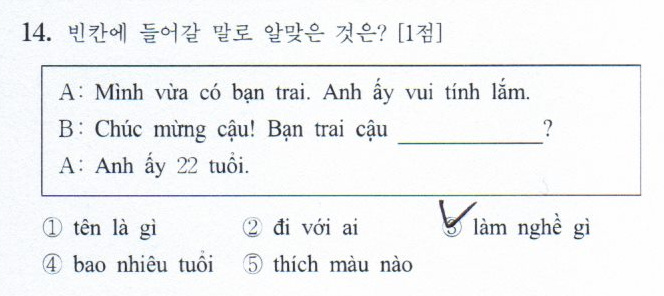 14. 빈칸에 들어갈 말로 알맞은 것은? [1점]
A: Mình vừa có bạn trai. Anh ấy vui tính lắm.
B: Chúc mừng cậu! Bạn trai cậu ____________?
A: Anh ấy 22 tuổi.
① tên là gì ② đi với ai ③ làm nghề gì
④ bao nhiêu tuổi ⑤ thích màu nào